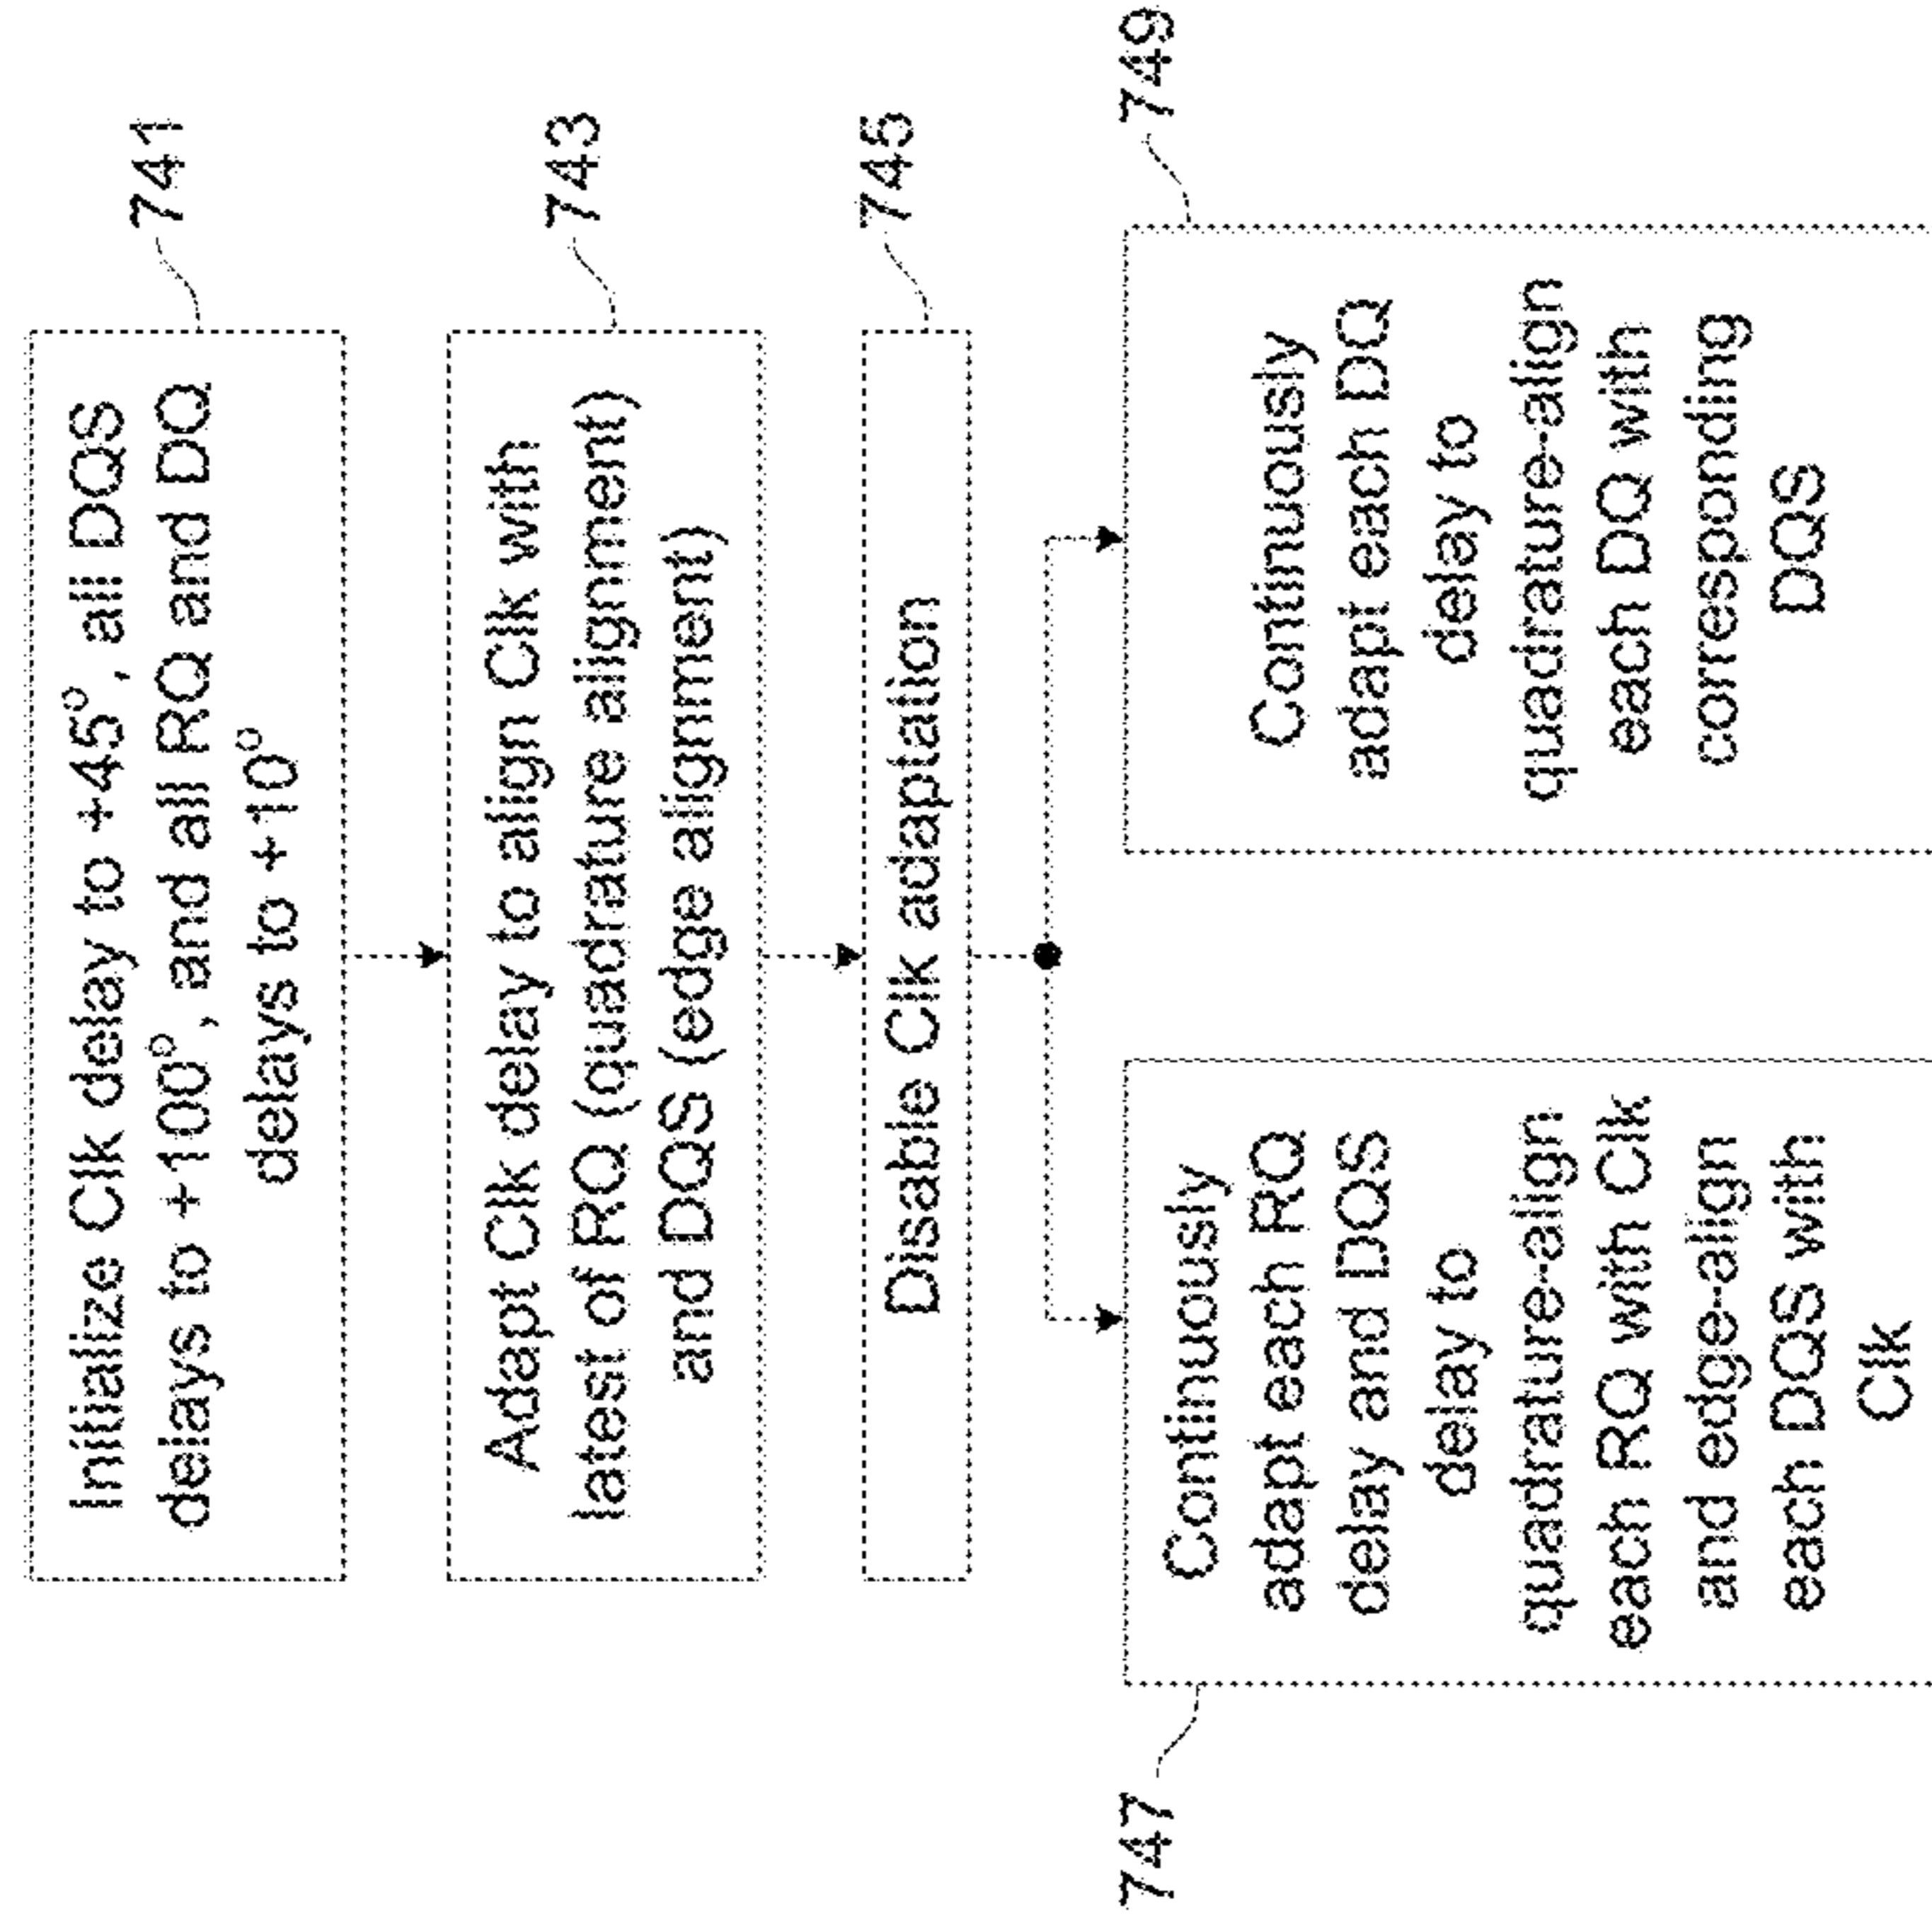 Initialize Clk delay to +45°, all DQS
delays to +100°, and all RQ and DQ
delays to +10°
741
Adapt Clk delay to align Clk with
latest of RQ (quadrature alignment)
and DQS (edge alignment)
743
Disable Clk adaptation
745
747
Continuously
adapt each RQ
delay and DQS
delay to
quadrature-align
each RQ with Clk
and edge-align
each DQS with
Clk
Continuously
adapt each DQ
delay to
quadrature-align
each DQ with
corresponding
DQS
749